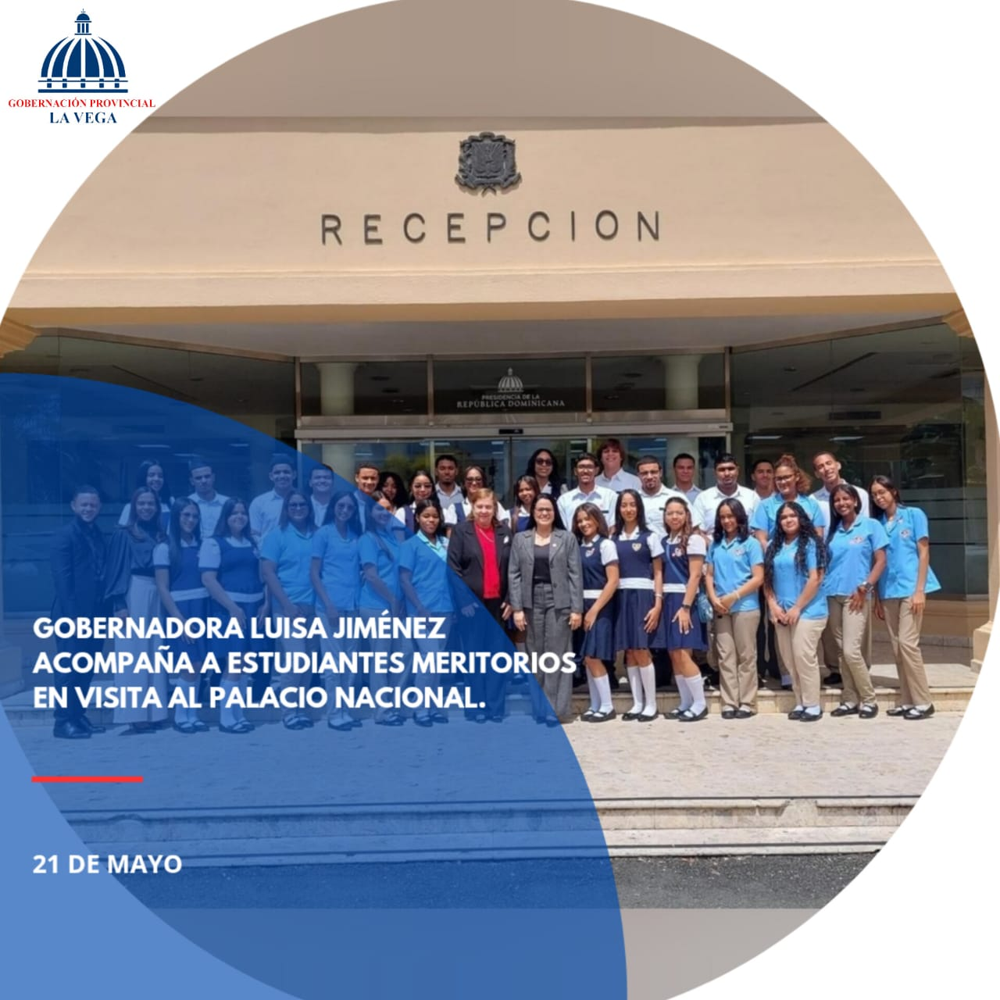 GOBERNACIÓN PROVINCIAL
LA VEGA
RECEPCION
PRESIDENCIA DE LA
REPÚBLICA DOMINICANA
GOBERNADORA LUISA JIMÉNEZ
ACOMPAÑA A ESTUDIANTES MERITORIOS
EN VISITA AL PALACIO NACIONAL.
21 DE MAYO